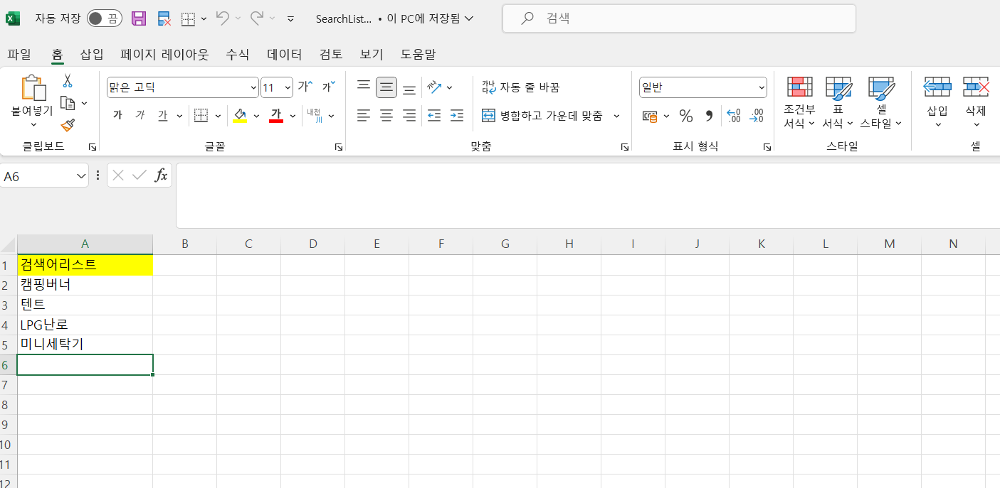 자동 저장 끔 SearchList... • 이 PC에 저장됨 검색
파일 홈 삽입 페이지 레이아웃 수식 데이터 검토 보기 도움말
붙여넣기
클립보드
맑은 고딕 11 가 가
가 가 가 가 내천 川
글꼴
가나다 자동 줄 바꿈
병합하고 가운데 맞춤
맞춤
일반
% , .00 .00
표시 형식
조건부 서식
표 서식
셀 스타일
스타일
삽입 삭제
셀
A6 fx
A B C D E F G H I J K L M N
1 검색어리스트
2 캠핑버너
3 텐트
4 LPG난로
5 미니세탁기
6
7
8
9
10
11
12